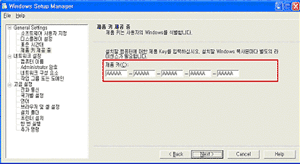 Windows Setup Manager
General Settings
소프트웨어 사용자 지정
디스플레이 설정
표준 시간대
제품 키 제공 중
네트워크 설정
컴퓨터 이름
Administrator 암호
네트워크 구성 요소
작업 그룹 또는 도메인
고급 설정
전화 통신
국가별 설정
언어
브라우저 및 셸 설정
설치 폴더
프린터 설치
한 번 실행
추가 명령
제품 키 제공 중
제품 키는 사용자의 Windows를 식별합니다.
설치할 컴퓨터에 대한 제품 Key를 입력하십시오. 설치할 Windows 복사본마다 별도의 라
제품 키(D):
AAAAA - AAAAA - AAAAA - AAAAA - AAAAA
< Back Next > Cancel Help